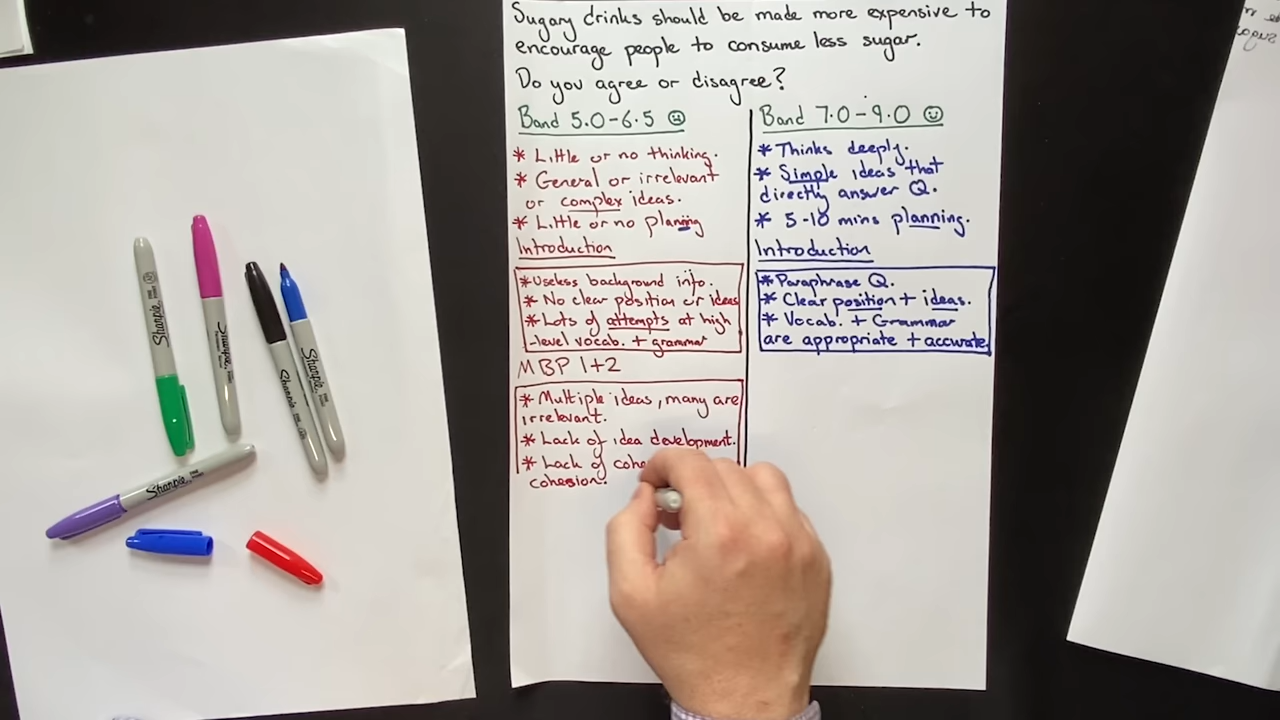 Sugary drinks should be made more expensive to
encourage people to consume less sugar.
Do you agree or disagree?
Band 5.0-6.5
* Little or no thinking.
* General or irrelevant
or complex ideas.
* Little or no planning
Introduction
* Useless background info.
* No clear position or ideas
* Lots of attempts at high
-level vocab. + grammar
MBP 1+2
* Multiple ideas, many are
irrelevant.
* Lack of idea development.
* Lack of
cohesion.
Band 7.0-9.0
* Thinks deeply.
* Simple ideas that
directly answer Q.
* 5-10 mins planning.
Introduction
* Paraphrase Q.
* Clear position + ideas.
* Vocab. + Grammar
are appropriate + accurate
Sharpie
Sharpie
Sharpie
Sharpie
Sharpie